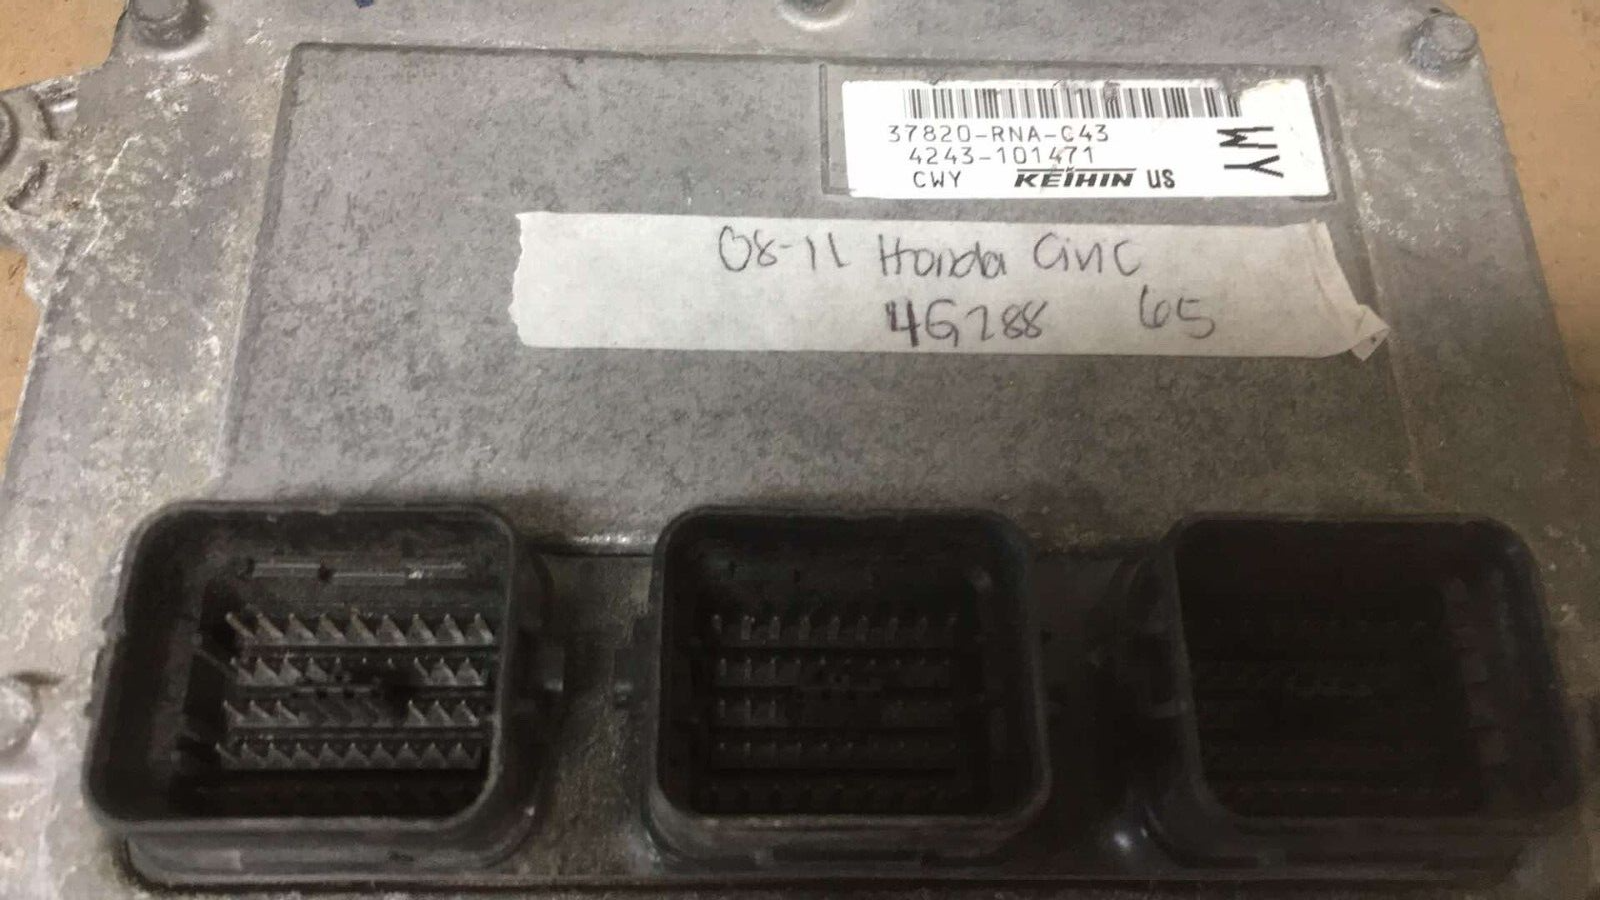 37820-RNA-C43
4243-101471
CWY KEIHIN US
WY
08-11 Honda Civic
4G288 65